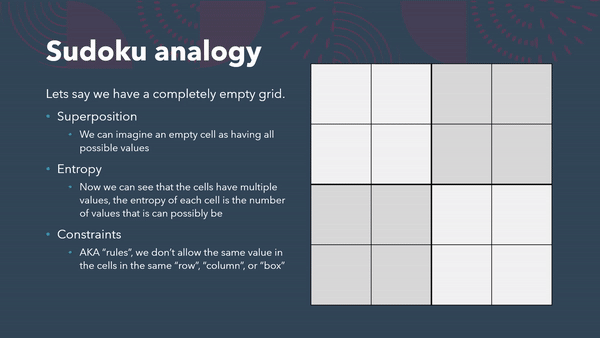 Sudoku analogy
Lets say we have a completely empty grid.
• Superposition
• We can imagine an empty cell as having all
possible values
• Entropy
• Now we can see that the cells have multiple
values, the entropy of each cell is the number
of values that is can possibly be
• Constraints
• AKA “rules”, we don’t allow the same value in
the cells in the same “row”, “column”, or “box”